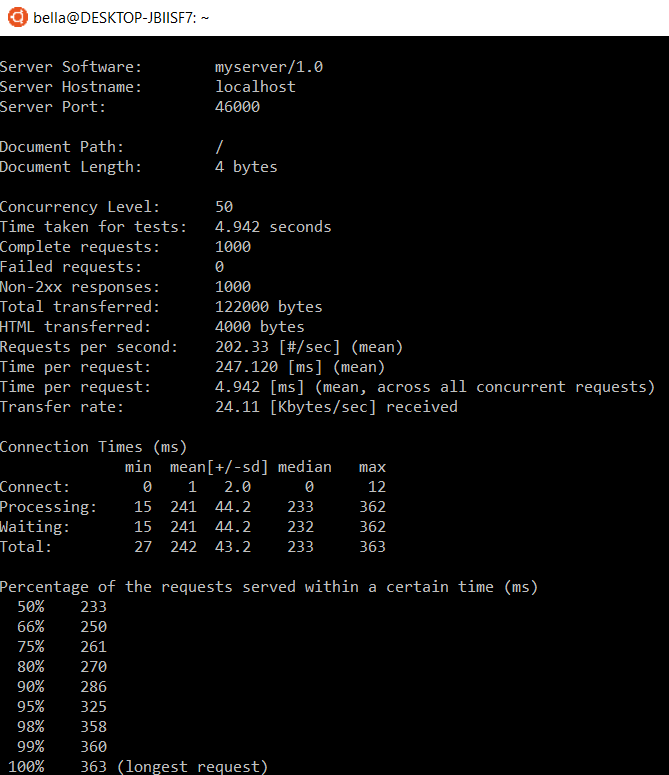 bella@DESKTOP-JBIISF7: ~
Server Software: myserver/1.0
Server Hostname: localhost
Server Port: 46000
Document Path: /
Document Length: 4 bytes
Concurrency Level: 50
Time taken for tests: 4.942 seconds
Complete requests: 1000
Failed requests: 0
Non-2xx responses: 1000
Total transferred: 122000 bytes
HTML transferred: 4000 bytes
Requests per second: 202.33 [#/sec] (mean)
Time per request: 247.120 [ms] (mean)
Time per request: 4.942 [ms] (mean, across all concurrent requests)
Transfer rate: 24.11 [Kbytes/sec] received
Connection Times (ms)
min mean[+/-sd] median max
Connect: 0 1 2.0 0 12
Processing: 15 241 44.2 233 362
Waiting: 15 241 44.2 232 362
Total: 27 242 43.2 233 363
Percentage of the requests served within a certain time (ms)
50% 233
66% 250
75% 261
80% 270
90% 286
95% 325
98% 358
99% 360
100% 363 (longest request)